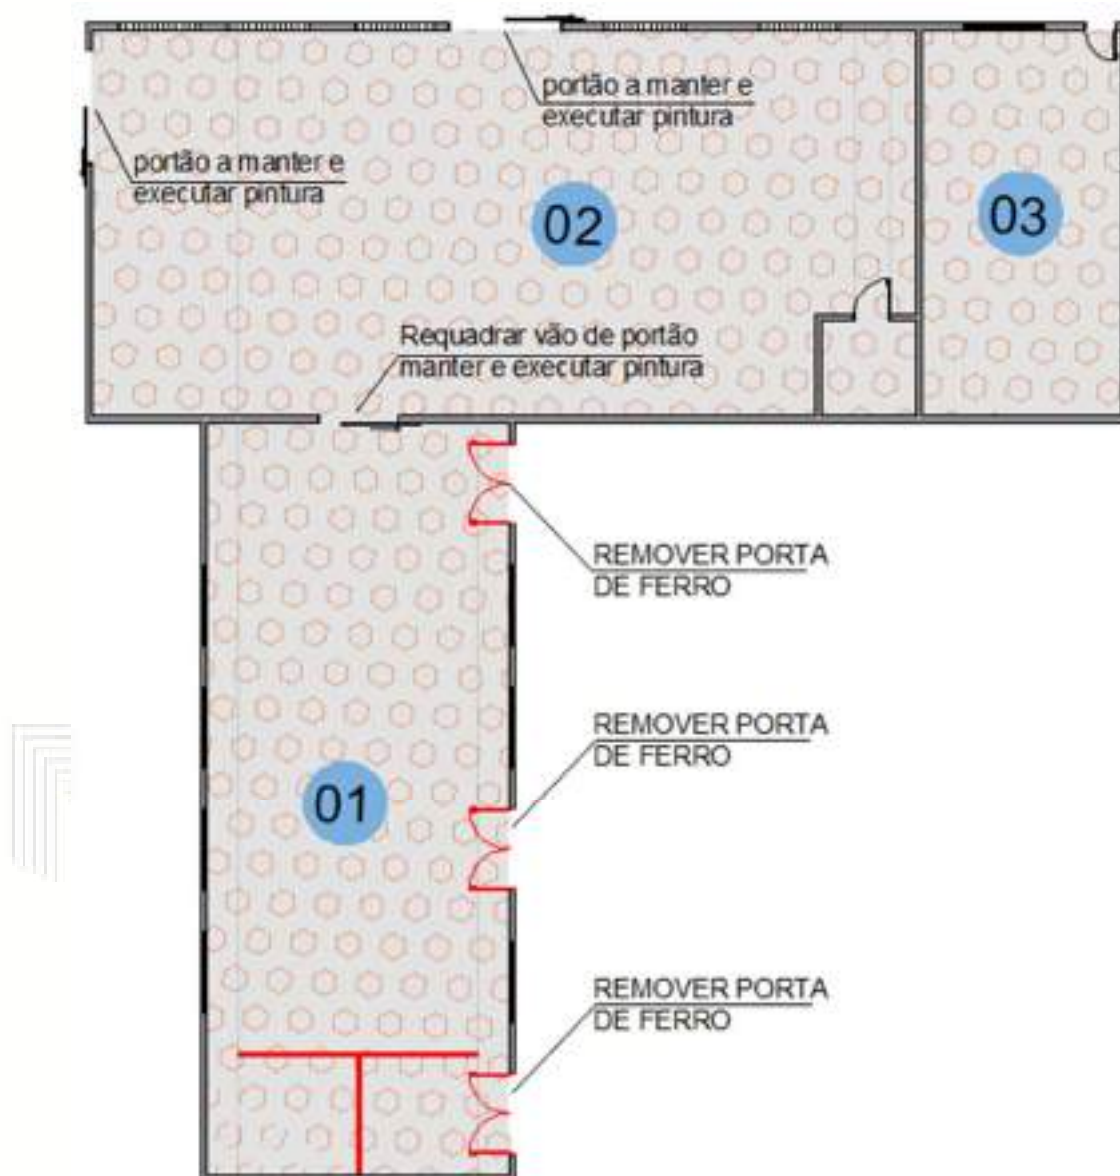 portão a manter e
executar pintura
portão a manter e
executar pintura
02
03
Requadrar vão de portão
manter e executar pintura
REMOVER PORTA
DE FERRO
REMOVER PORTA
DE FERRO
01
REMOVER PORTA
DE FERRO